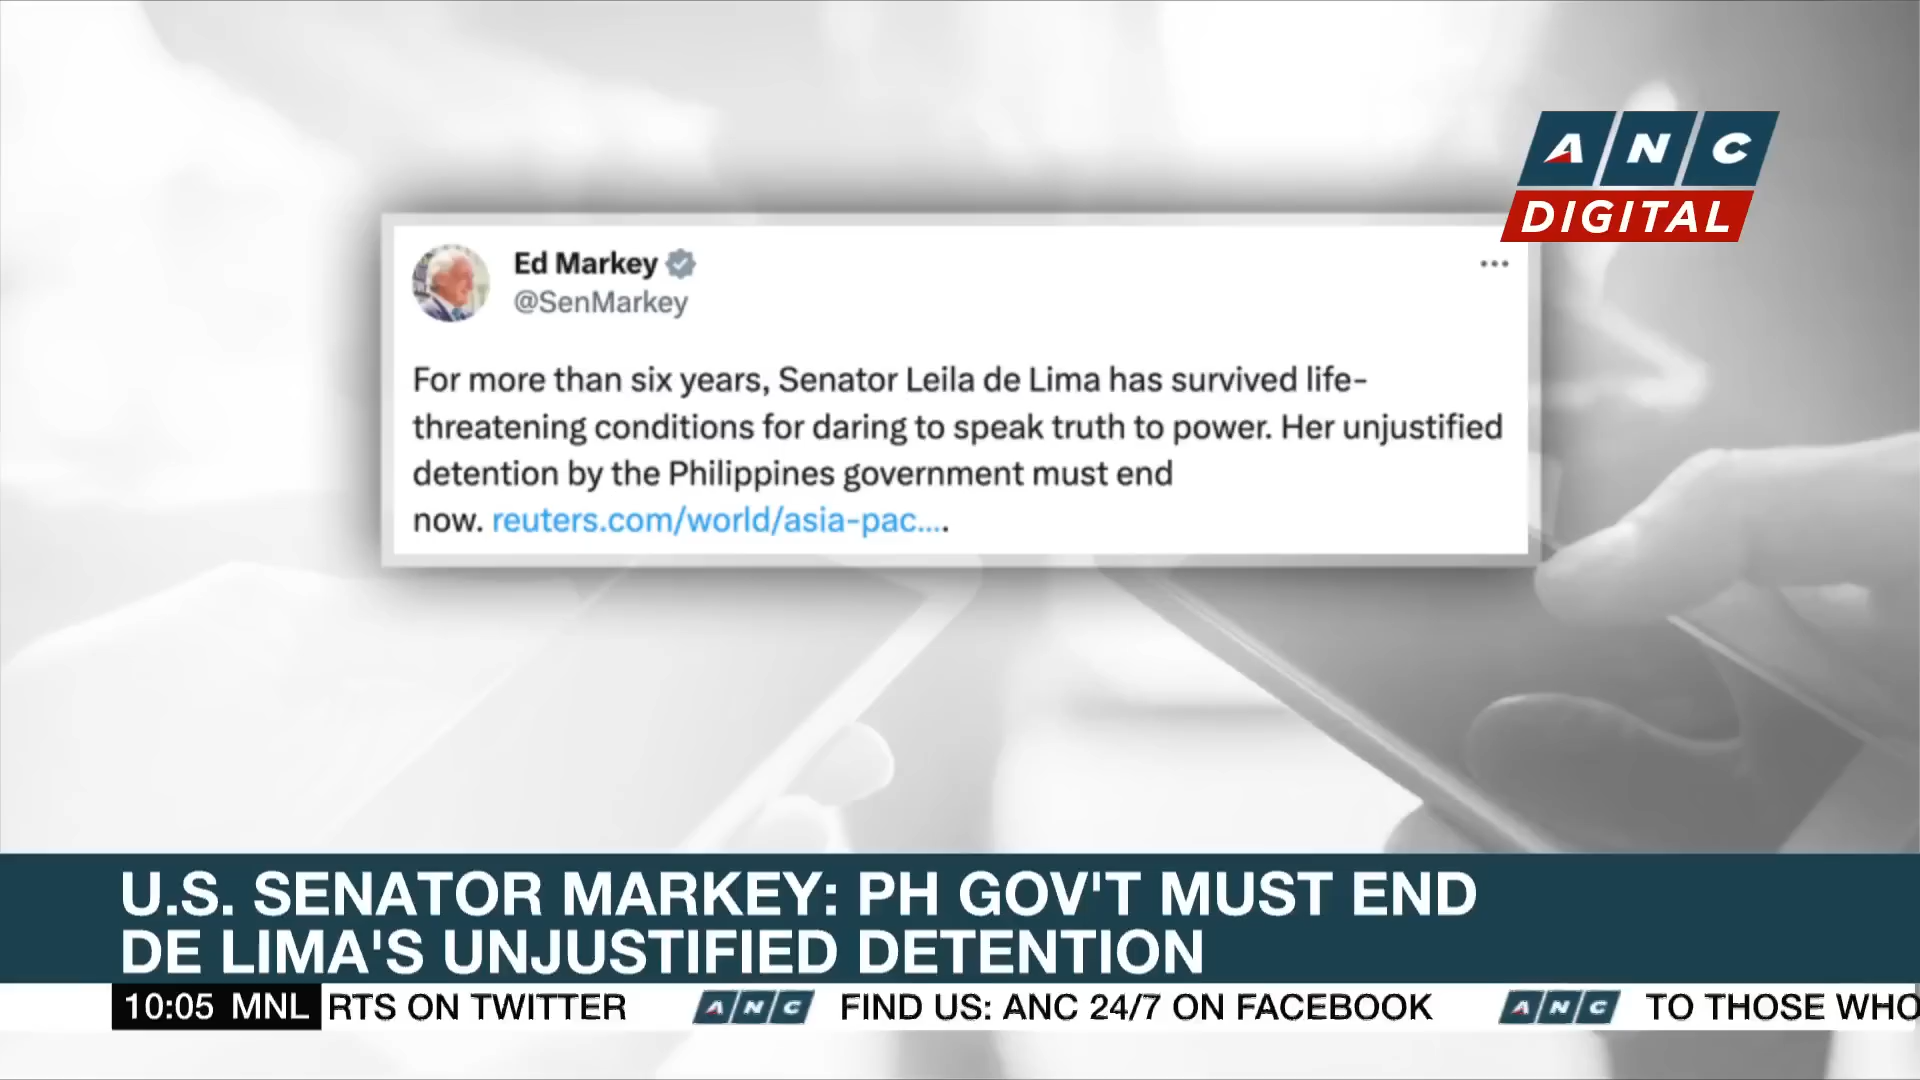 ANC
DIGITAL
Ed Markey
@SenMarkey
For more than six years, Senator Leila de Lima has survived life-
threatening conditions for daring to speak truth to power. Her unjustified
detention by the Philippines government must end
now. reuters.com/world/asia-pac....
U.S. SENATOR MARKEY: PH GOV'T MUST END
DE LIMA'S UNJUSTIFIED DETENTION
10:05 MNL RTS ON TWITTER ANC FIND US: ANC 24/7 ON FACEBOOK ANC TO THOSE WHO